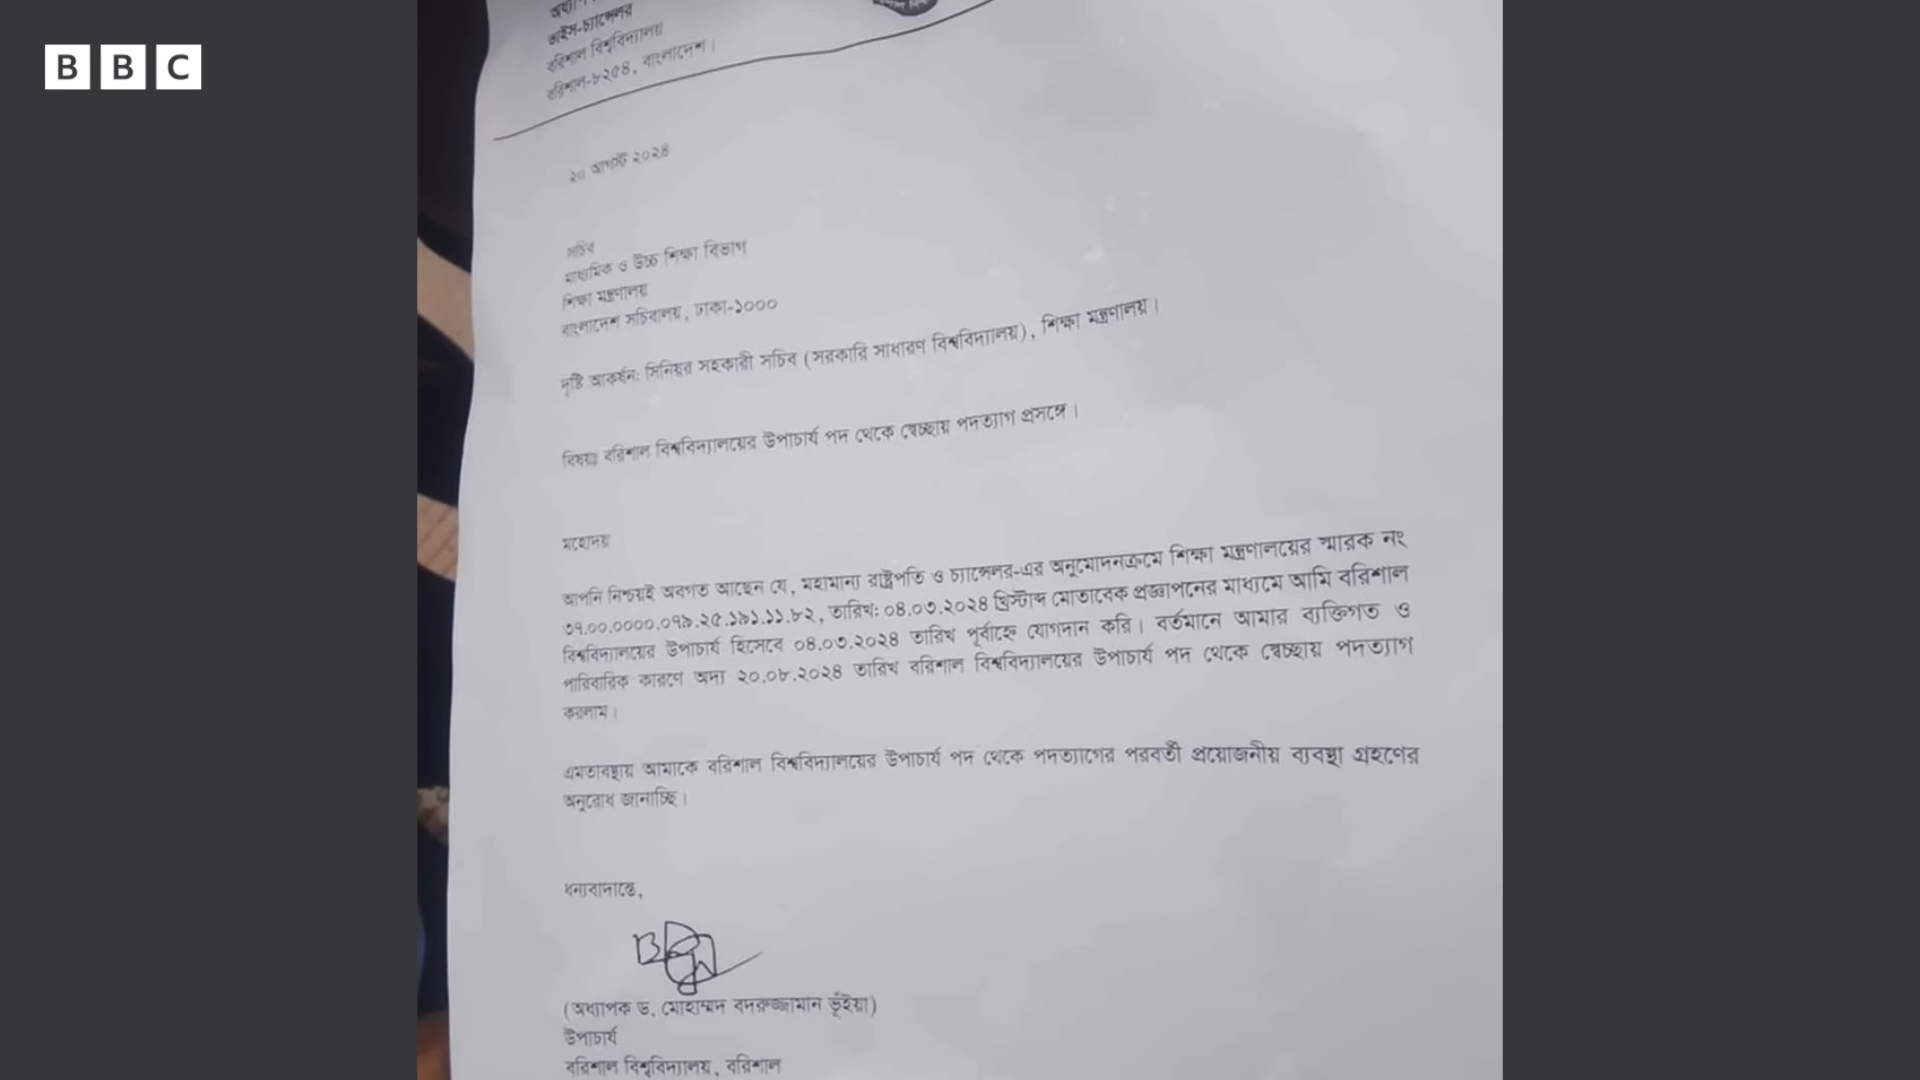 BBC
ভাইস-চ্যান্সেলর
বরিশাল বিশ্ববিদ্যালয়
বরিশাল-৮২৫৪, বাংলাদেশ।
২০ আগস্ট ২০২৪
সচিব
মাধ্যমিক ও উচ্চ শিক্ষা বিভাগ
শিক্ষা মন্ত্রণালয়
বাংলাদেশ সচিবালয়, ঢাকা-১০০০
দৃষ্টি আকর্ষন: সিনিয়র সহকারী সচিব (সরকারি সাধারণ বিশ্ববিদ্যালয়), শিক্ষা মন্ত্রণালয়।
বিষয়ঃ বরিশাল বিশ্ববিদ্যালয়ের উপাচার্য পদ থেকে স্বেচ্ছায় পদত্যাগ প্রসঙ্গে।
মহোদয়
আপনি নিশ্চয়ই অবগত আছেন যে, মহামান্য রাষ্ট্রপতি ও চ্যান্সেলর-এর অনুমোদনক্রমে শিক্ষা মন্ত্রণালয়ের স্মারক নং
৩৭.০০.০০০০.০৭৯.২৫.১৯১.১১.৮২, তারিখ: ০৪.০৩.২০২৪ খ্রিস্টাব্দ মোতাবেক প্রজ্ঞাপনের মাধ্যমে আমি বরিশাল
বিশ্ববিদ্যালয়ের উপাচার্য হিসেবে ০৪.০৩.২০২৪ তারিখ পূর্বাহ্নে যোগদান করি। বর্তমানে আমার ব্যক্তিগত ও
পারিবারিক কারণে অদ্য ২০.০৮.২০২৪ তারিখ বরিশাল বিশ্ববিদ্যালয়ের উপাচার্য পদ থেকে স্বেচ্ছায় পদত্যাগ
করলাম।
এমতাবস্থায় আমাকে বরিশাল বিশ্ববিদ্যালয়ের উপাচার্য পদ থেকে পদত্যাগের পরবর্তী প্রয়োজনীয় ব্যবস্থা গ্রহণের
অনুরোধ জানাচ্ছি।
ধন্যবাদান্তে,
(অধ্যাপক ড. মোহাম্মদ বদরুজ্জামান ভূঁইয়া)
উপাচার্য
বরিশাল বিশ্ববিদ্যালয়, বরিশাল